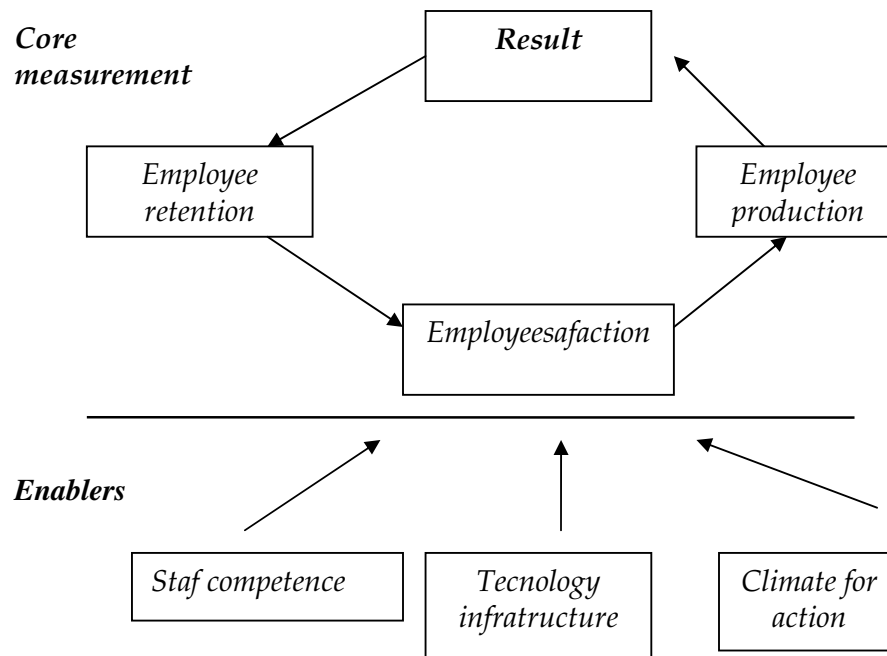 Core
measurement
Result
Employee
retention
Employee
production
Employeesafaction
Enablers
Staf competence
Tecnology
infratructure
Climate for
action